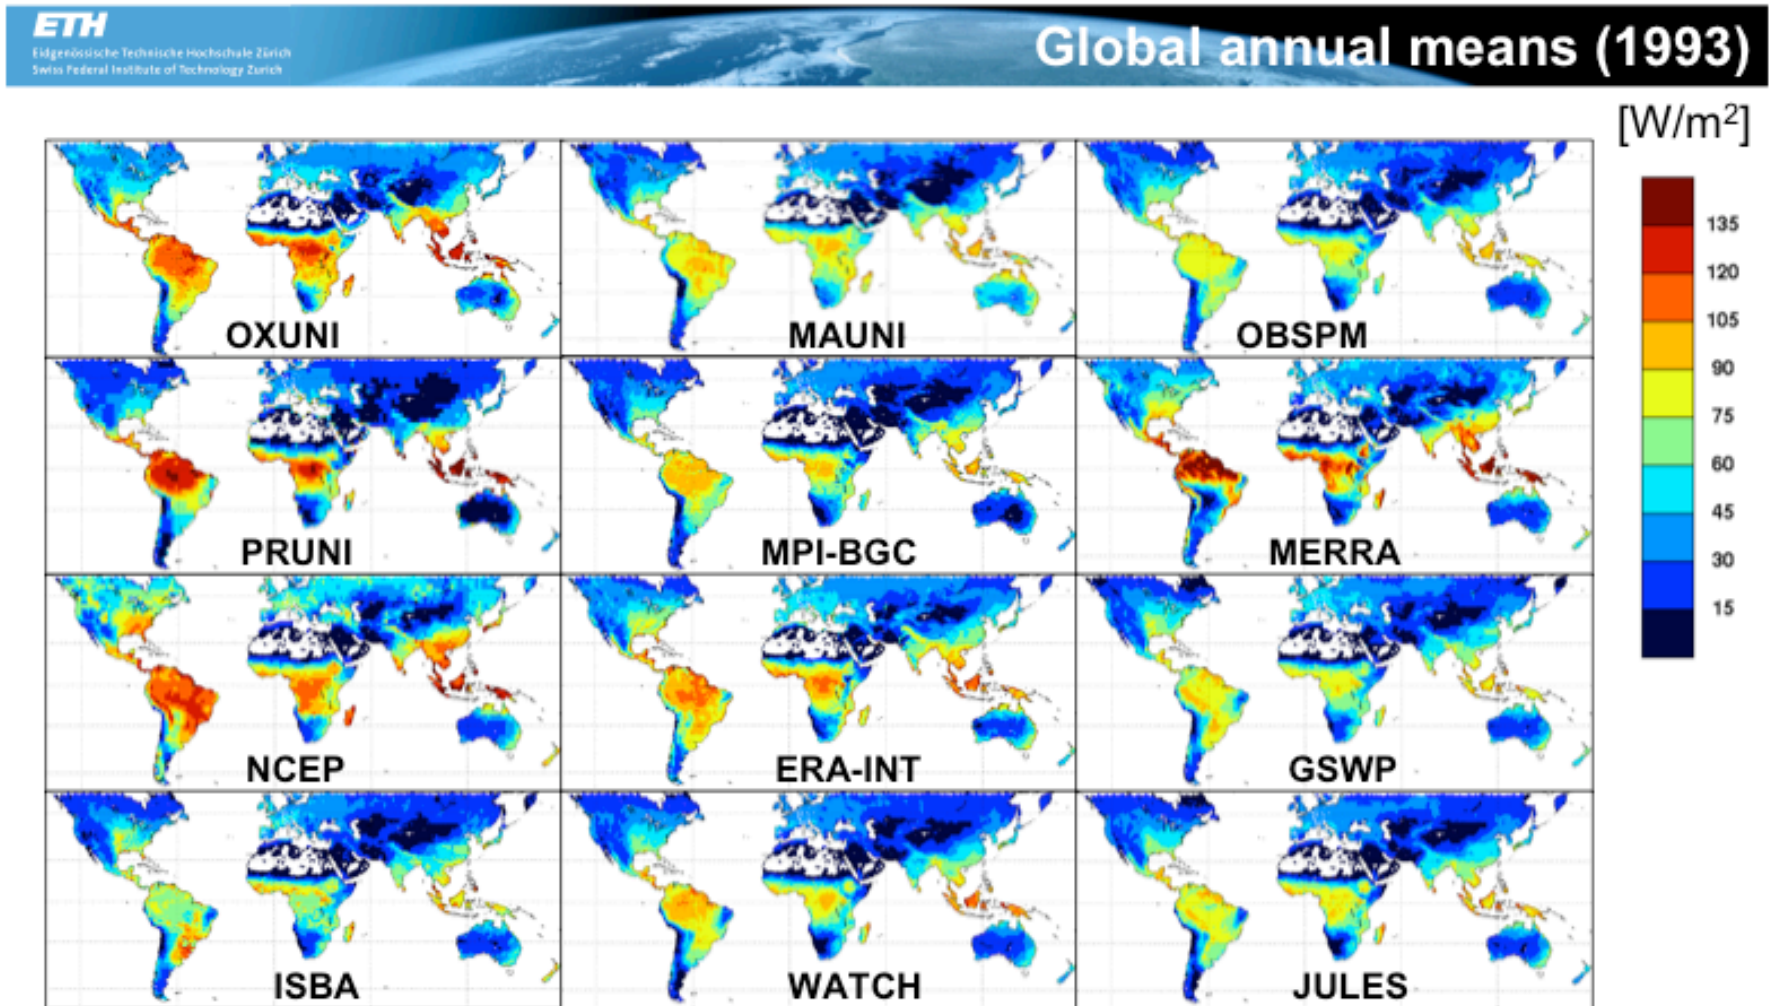 ETH
Eidgenössische Technische Hochschule Zürich
Swiss Federal Institute of Technology Zurich
Global annual means (1993)
[W/m²]
OXUNI
MAUNI
OBSPM
PRUNI
MPI-BGC
MERRA
NCEP
ERA-INT
GSWP
ISBA
WATCH
JULES
135
120
105
90
75
60
45
30
15